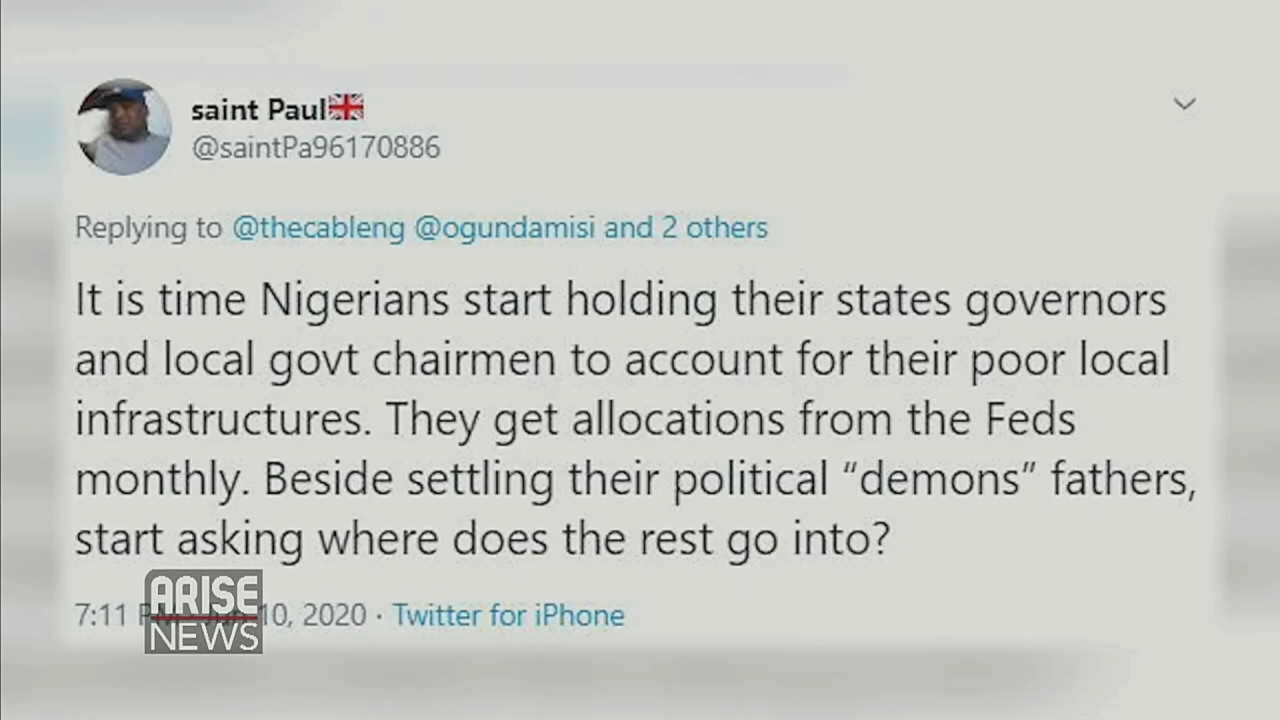 saint Paul🇬🇧
@saintPa96170886
Replying to @thecableng @ogundamisi and 2 others
It is time Nigerians start holding their states governors
and local govt chairmen to account for their poor local
infrastructures. They get allocations from the Feds
monthly. Beside settling their political “demons” fathers,
start asking where does the rest go into?
7:11 10, 2020 · Twitter for iPhone
ARISE
NEWS